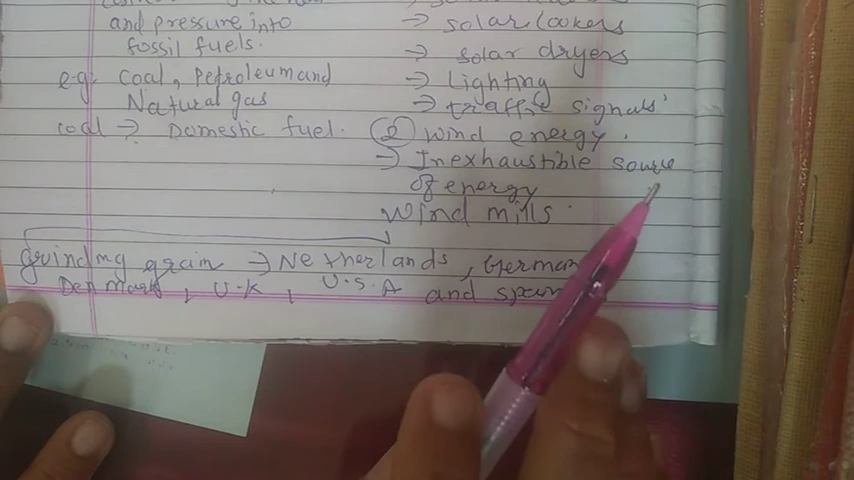 and pressure into
fossil fuels.
e.g. Coal, Petroleum and
Natural gas
coal → Domestic fuel.
→ solar cookers
→ solar dryers
→ Lighting
→ traffic signals'
② Wind energy.
→ Inexhaustible source
of energy
Wind mills.
grinding grain → Netherlands, German
Denmark, U.K, U.S.A and Spain